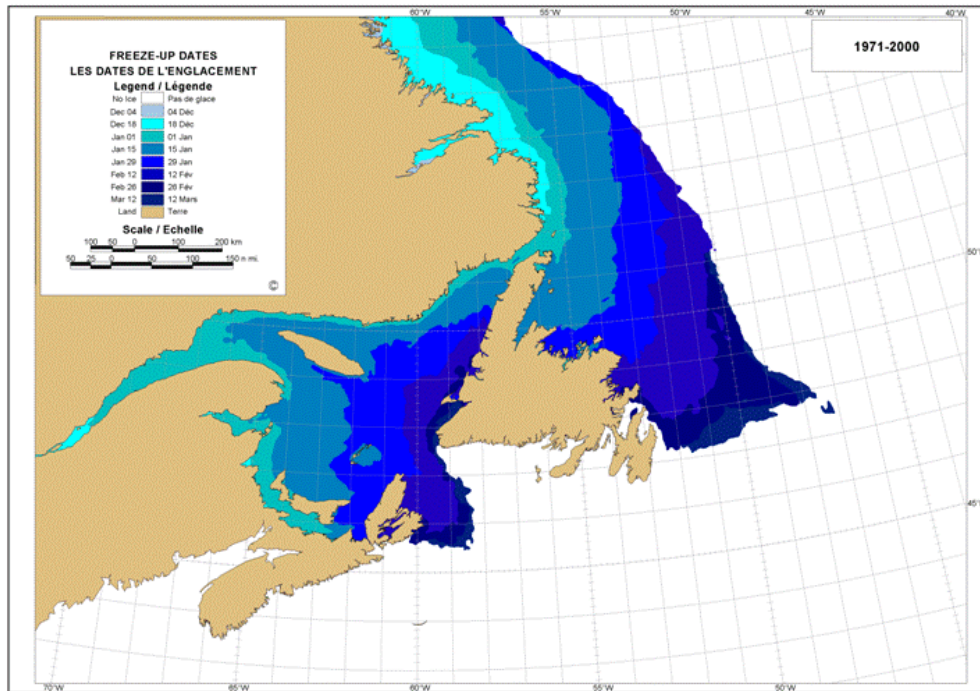 60°W 55°W 50°W 45°W 40°W
FREEZE-UP DATES
LES DATES DE L'ENGLACEMENT
Legend / Légende
No Ice Pas de glace
Dec 04 04 Déc
Dec 18 18 Déc
Jan 01 01 Jan
Jan 15 15 Jan
Jan 29 29 Jan
Feb 12 12 Fév
Feb 26 26 Fév
Mar 12 12 Mars
Land Terre
Scale / Echelle
100 50 0 100 200 km
50 25 0 50 100 150 n mi.
©
1971-2000
50°
45°
70°W 65°W 60°W 55°W 50°W